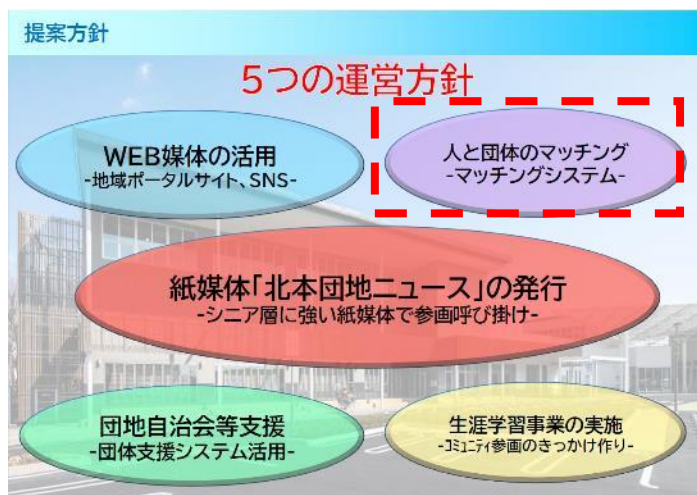 提案方針
5つの運営方針
WEB媒体の活用
-地域ポータルサイト、SNS-
人と団体のマッチング
-マッチングシステム-
紙媒体「北本団地ニュース」の発行
-シニア層に強い紙媒体で参画呼び掛け-
団地自治会等支援
-団体支援システム活用-
生涯学習事業の実施
-コミュニティ参画のきっかけ作り-